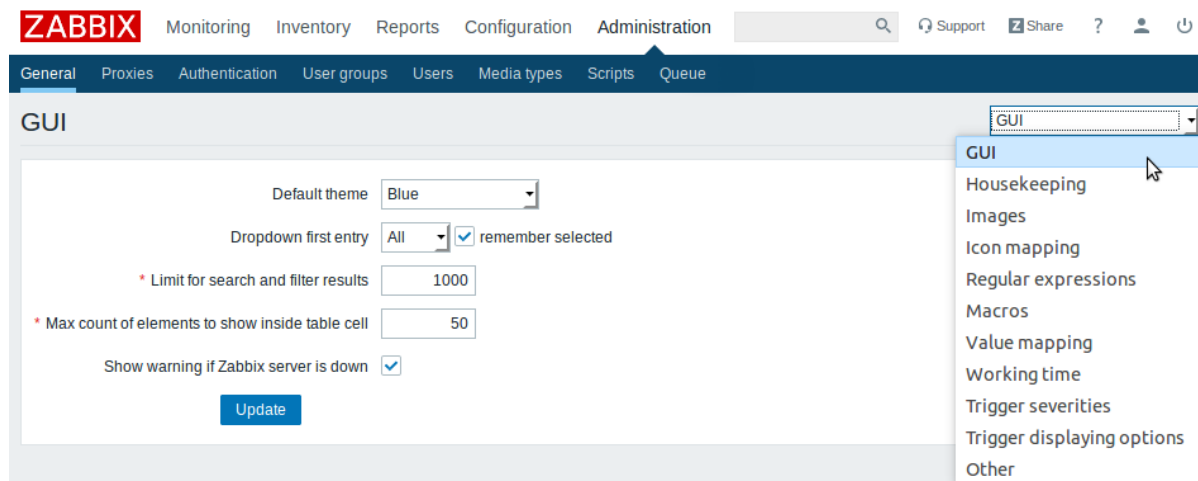 ZABBIX Monitoring Inventory Reports Configuration Administration Support Z Share ?
General Proxies Authentication User groups Users Media types Scripts Queue
GUI GUI
Default theme Blue
Dropdown first entry All remember selected
* Limit for search and filter results 1000
* Max count of elements to show inside table cell 50
Show warning if Zabbix server is down
Update
GUI
Housekeeping
Images
Icon mapping
Regular expressions
Macros
Value mapping
Working time
Trigger severities
Trigger displaying options
Other